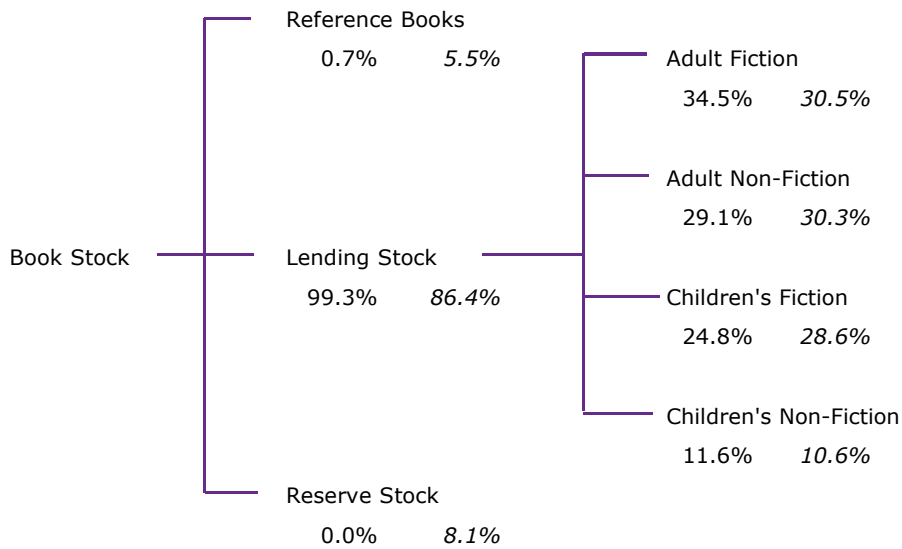 Reference Books
0.7% 5.5%
Adult Fiction
34.5% 30.5%
Adult Non-Fiction
29.1% 30.3%
Book Stock
Lending Stock
99.3% 86.4%
Children's Fiction
24.8% 28.6%
Children's Non-Fiction
11.6% 10.6%
Reserve Stock
0.0% 8.1%